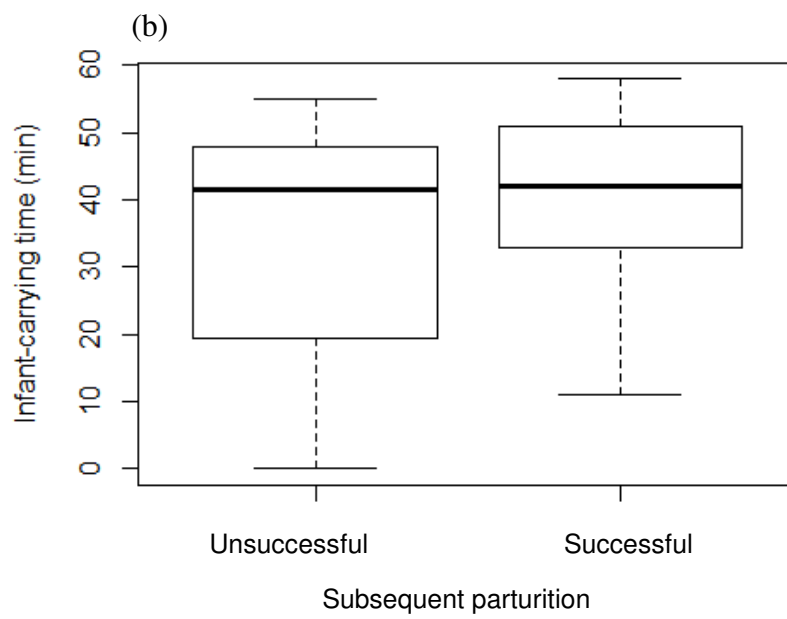 (b)
Infant-carrying time (min)
60
50
40
30
20
10
0
Unsuccessful
Successful
Subsequent parturition